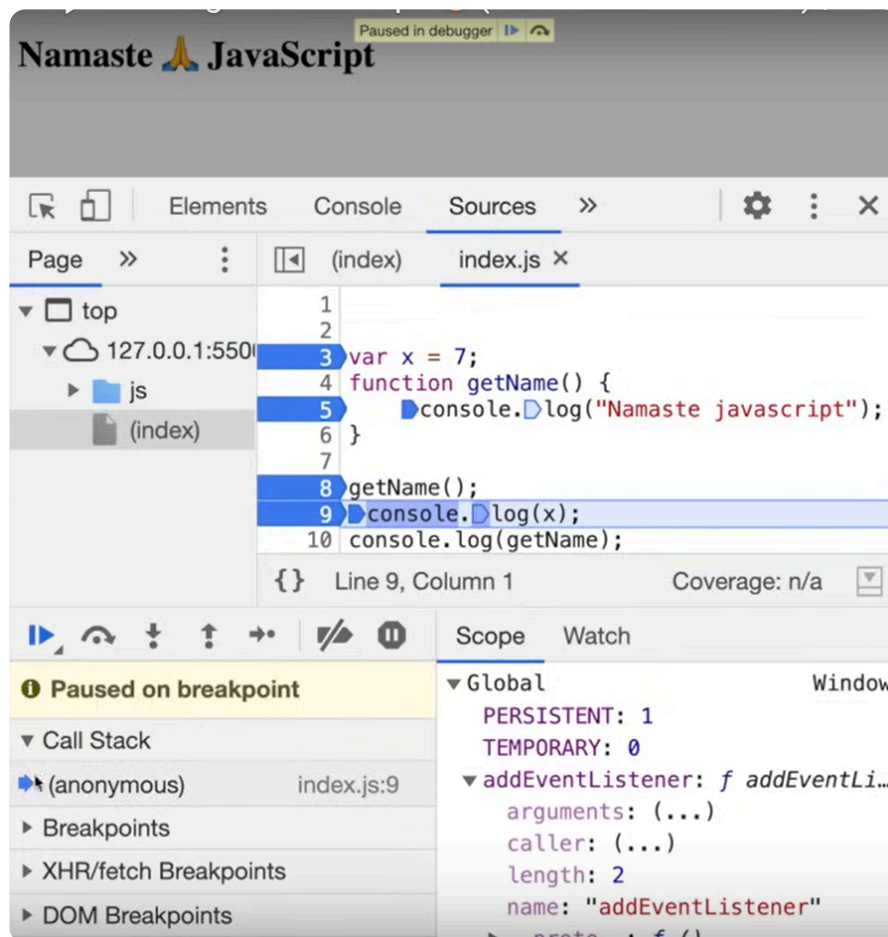 Paused in debugger
Namaste 🙏 JavaScript
Elements Console Sources »
Page » (index) index.js ×
top
127.0.0.1:550
js
(index)
1
2
3 var x = 7;
4 function getName() {
5 console.log("Namaste javascript");
6 }
7
8 getName();
9 console.log(x);
10 console.log(getName);
{} Line 9, Column 1 Coverage: n/a
Paused on breakpoint
Call Stack
(anonymous) index.js:9
Breakpoints
XHR/fetch Breakpoints
DOM Breakpoints
Scope Watch
Global Window
PERSISTENT: 1
TEMPORARY: 0
addEventListener: ƒ addEventLi…
arguments: (...)
caller: (...)
length: 2
name: "addEventListener"